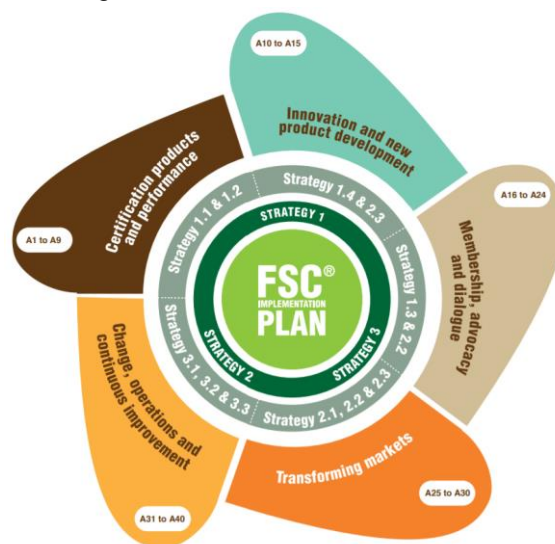 A10 to A15
Innovation and new
product development
A16 to A24
Membership, advocacy
and dialogue
A25 to A30
Transforming markets
A31 to A40
Change, operations and
continuous improvement
A1 to A9
Certification products
and performance
Strategy 1.1 & 1.2
Strategy 1.4 & 2.3
Strategy 1.3 & 2.2
Strategy 2.1, 2.2 & 2.3
Strategy 3.1, 3.2 & 3.3
STRATEGY 1
STRATEGY 3
STRATEGY 2
FSC®
IMPLEMENTATION
PLAN